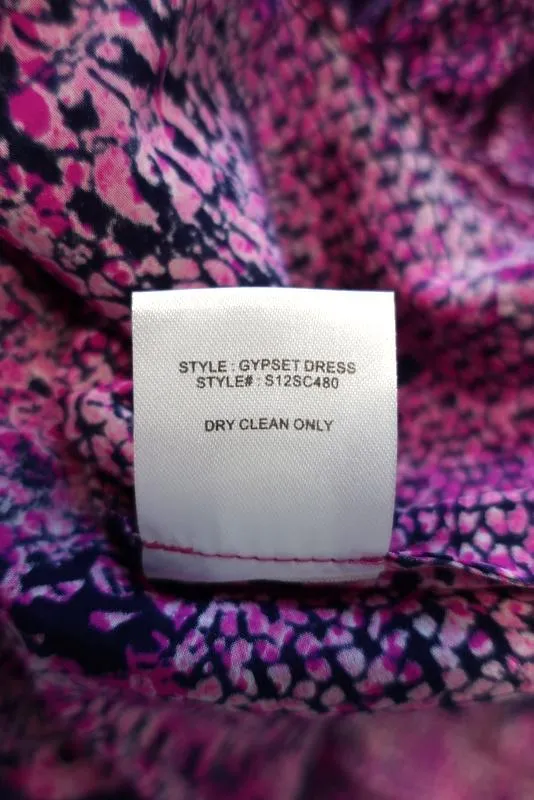 STYLE : GYPSET DRESS
STYLE# : S12SC480
DRY CLEAN ONLY